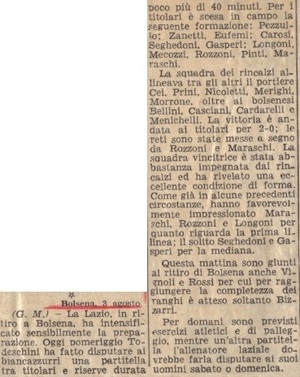 Bolsena, 3 agosto
(G. M.) — La Lazio, in ri-
tiro a Bolsena, ha intensifi-
cato sensibilmente la prepa-
razione. Oggi pomeriggio To-
deschini ha fatto disputare ai
biancazzurri una partitella
tra titolari e riserve durata
poco più di 40 minuti. Per i
titolari è scesa in campo la
seguente formazione: Pezzul-
lo; Zanetti, Eufemi; Carosi,
Seghedoni, Gasperi; Longoni,
Mecozzi, Rozzoni, Pinti, Ma-
raschi.
La squadra dei rincalzi al-
lineava tra gli altri il portiere
Cei, Prini, Nicoletti, Merighi,
Morrone, oltre ai bolsenesi
Bellini, Casciani, Cardarelli e
Menichelli. La vittoria è an-
data ai titolari per 2-0; le
reti sono state messe a segno
da Rozzoni e Maraschi. La
squadra vincitrice è stata ab-
bastanza impegnata dai rin-
calzi ed ha rivelato una ec-
cellente condizione di forma.
Come già in alcune precedenti
circostanze, hanno favorevol-
mente impressionato Mara-
schi, Rozzoni e Longoni per
quanto riguarda la prima li-
linea; il solito Seghedoni e Ga-
speri per la mediana.
Questa mattina sono giunti
al ritiro di Bolsena anche Vi-
gnoli e Rossi per cui per rag-
giungere la completezza dei
ranghi è atteso soltanto Biz-
zarri.
Per domani sono previsti
esercizi atletici e di palleg-
gio, mentre un'altra partitel-
la l'allenatore laziale do-
vrebbe farla disputare ai suoi
uomini sabato o domenica.